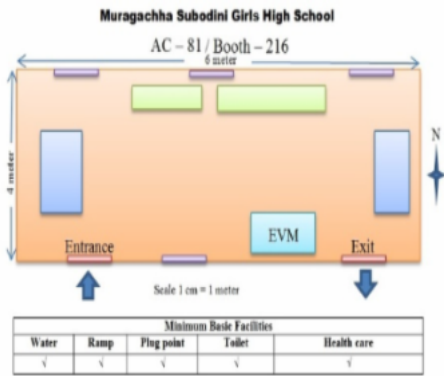 Muragachha Subodini Girls High School
AC – 81 / Booth – 216
6 meter
4 meter
N
EVM
Entrance
Exit
Scale 1 cm = 1 meter
Minimum Basic Facilities
Water Ramp Plug point Toilet Health care
√ √ √ √ √